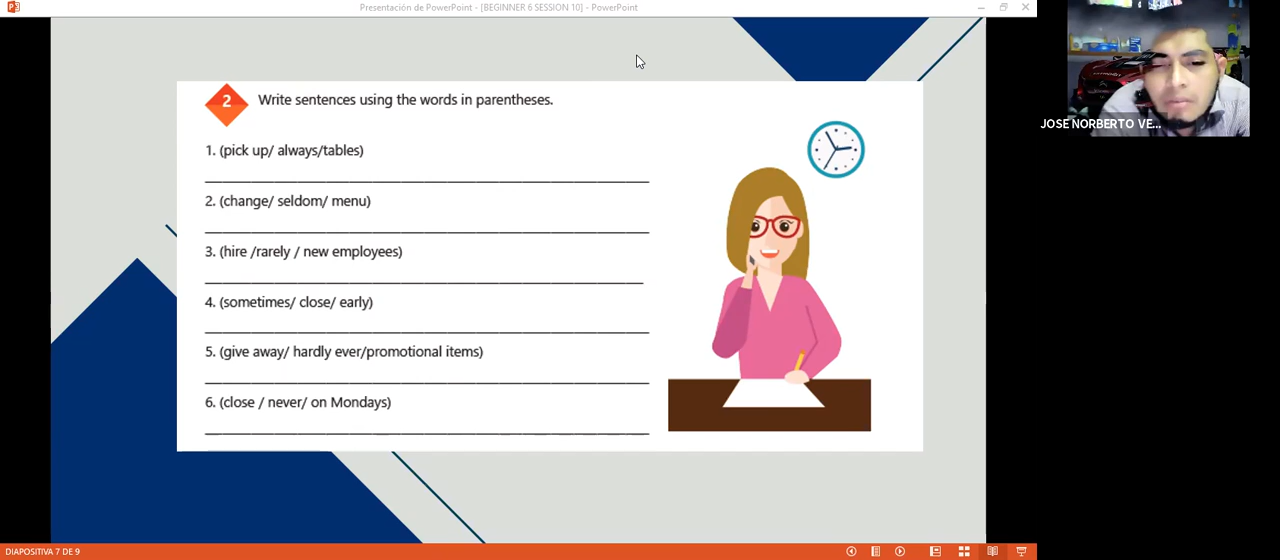 Presentación de PowerPoint - [BEGINNER 6 SESSION 10] - PowerPoint
JOSE NORBERTO VE...
2 Write sentences using the words in parentheses.
1. (pick up/ always/tables)
2. (change/ seldom/ menu)
3. (hire /rarely / new employees)
4. (sometimes/ close/ early)
5. (give away/ hardly ever/promotional items)
6. (close / never/ on Mondays)
DIAPOSITIVA 7 DE 9